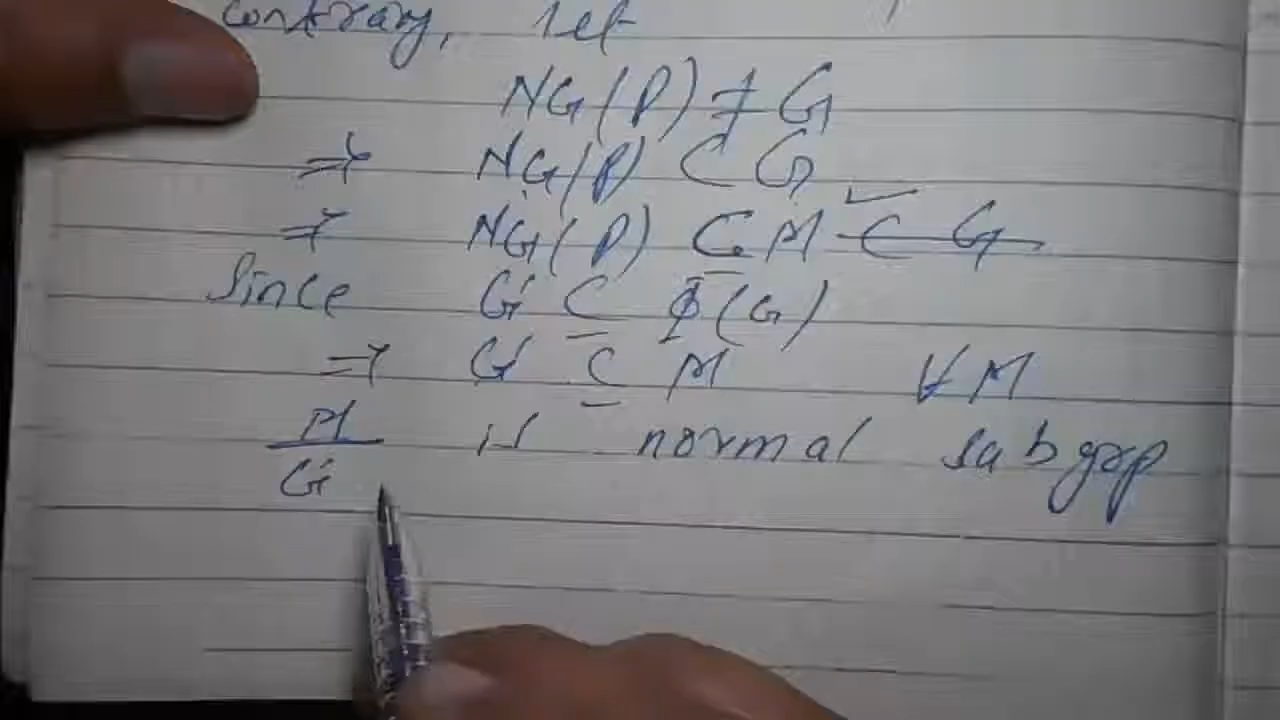 contrary, let
NG(P) ≠ G
=> NG(P) ⊂ G
=> NG(P) ⊆ M ⊂ G
Since G' ⊆ Φ(G)
=> G' ⊆ M ∀ M
M/G' is normal subgrp